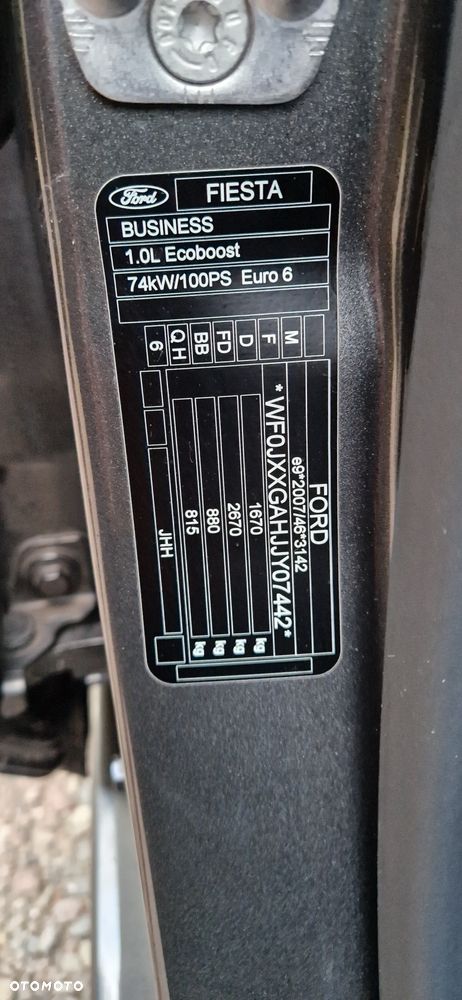 Ford FIESTA
BUSINESS
1.0L Ecoboost
74kW/100PS Euro 6
FORD
e9*2007/46*3142
*WF0JXXGAHJJY07442*
1670 kg
2670 kg
880 kg
815 kg
M
F
D
FD
BB
QH
6
JHH
OTOMOTO